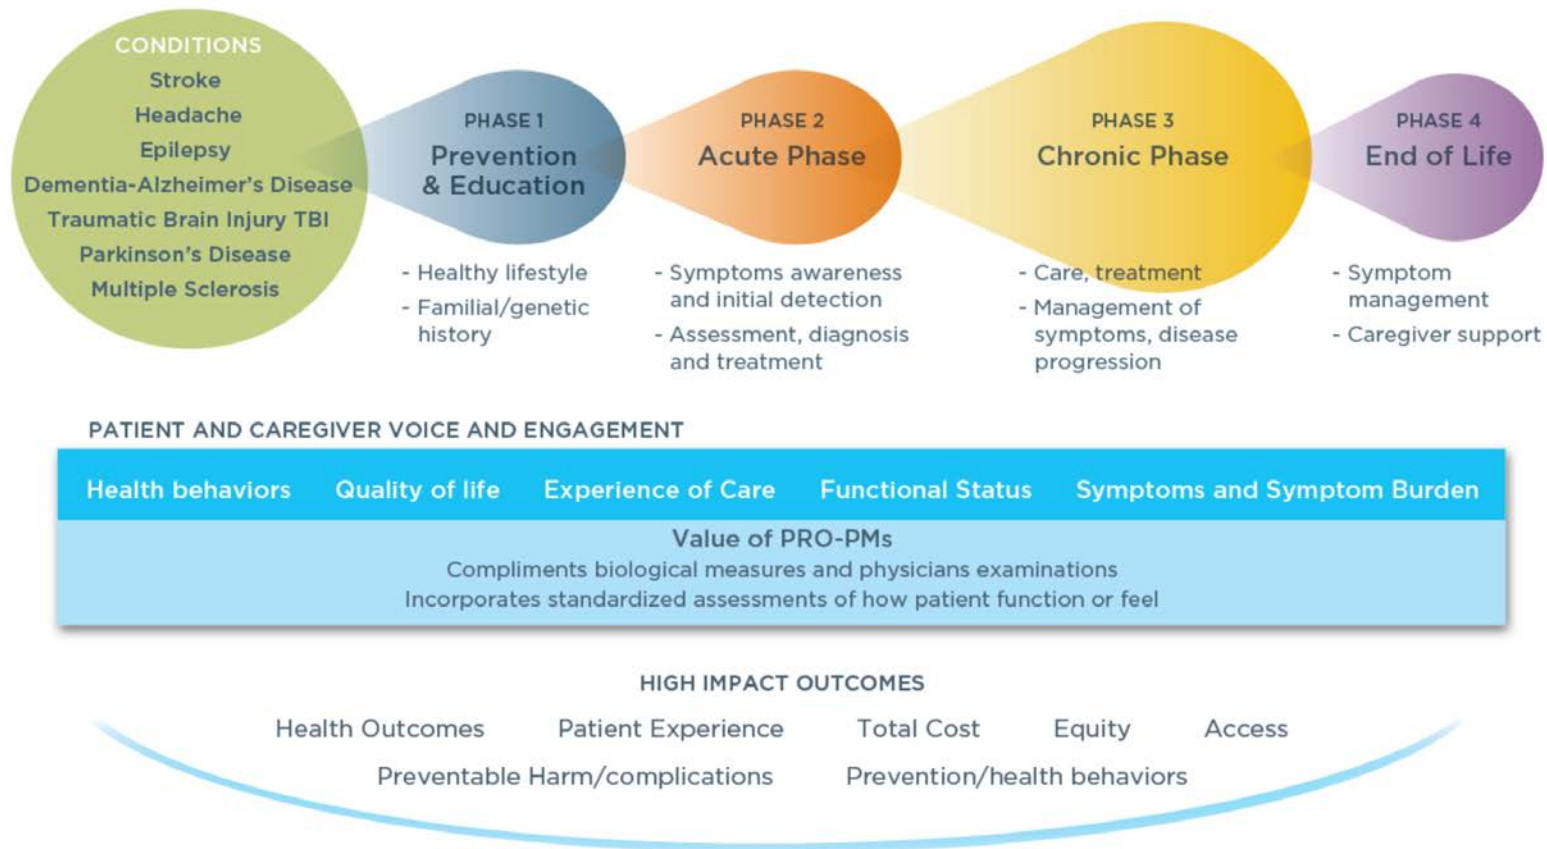 CONDITIONS
Stroke
Headache
Epilepsy
Dementia-Alzheimer's Disease
Traumatic Brain Injury TBI
Parkinson's Disease
Multiple Sclerosis
PHASE 1
Prevention
& Education
- Healthy lifestyle
- Familial/genetic
history
PHASE 2
Acute Phase
- Symptoms awareness
and initial detection
- Assessment, diagnosis
and treatment
PHASE 3
Chronic Phase
- Care, treatment
- Management of
symptoms, disease
progression
PHASE 4
End of Life
- Symptom
management
- Caregiver support
PATIENT AND CAREGIVER VOICE AND ENGAGEMENT
Health behaviors Quality of life Experience of Care Functional Status Symptoms and Symptom Burden
Value of PRO-PMs
Compliments biological measures and physicians examinations
Incorporates standardized assessments of how patient function or feel
HIGH IMPACT OUTCOMES
Health Outcomes Patient Experience Total Cost Equity Access
Preventable Harm/complications Prevention/health behaviors